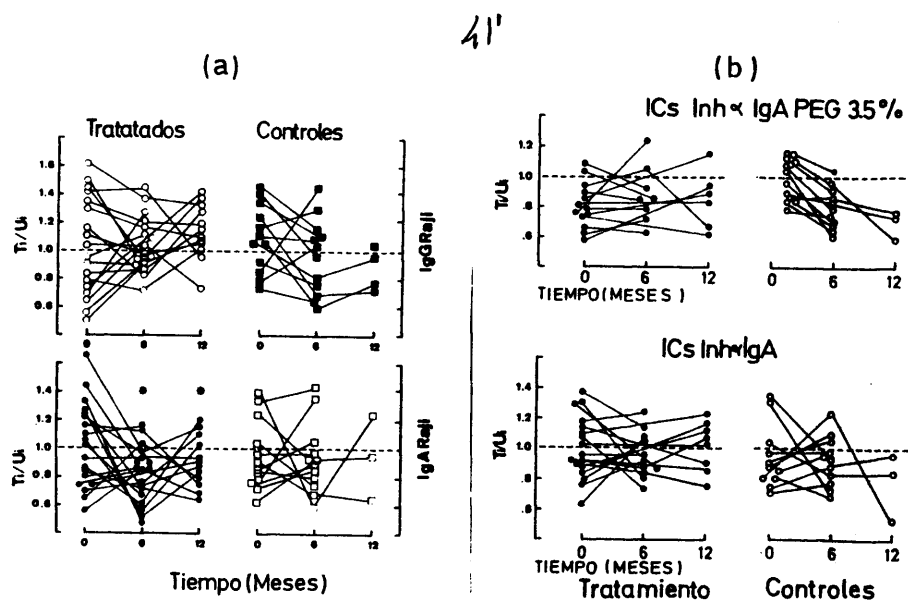 41'
(a)
Tratatados Controles
Ti/Ui
1.6
1.4
1.2
1.0
0.8
0.6
IgGRaji
0 6 12 0 6 12
Ti/Ui
1.4
1.2
1.0
0.8
0.6
IgARaji
0 6 12 0 6 12
Tiempo (Meses)
(b)
ICs Inh∝ IgA PEG 3.5%
Ti/Ui
1.2
1.0
.8
.6
0 6 12 0 6 12
TIEMPO (MESES)
ICs Inh∝IgA
Ti/Ui
1.4
1.2
1.0
.8
.6
0 6 12 0 6 12
TIEMPO (MESES)
Tratamiento Controles